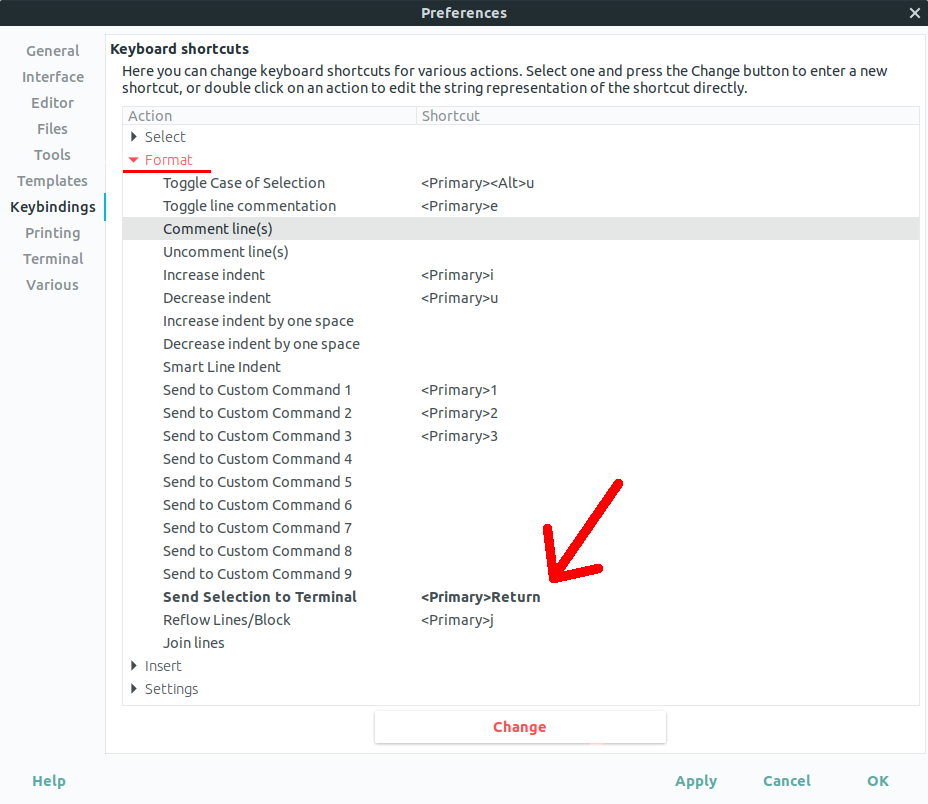 Preferences
General
Interface
Editor
Files
Tools
Templates
Keybindings
Printing
Terminal
Various
Keyboard shortcuts
Here you can change keyboard shortcuts for various actions. Select one and press the Change button to enter a new
shortcut, or double click on an action to edit the string representation of the shortcut directly.
Action Shortcut
Select
Format
Toggle Case of Selection <Primary><Alt>u
Toggle line commentation <Primary>e
Comment line(s)
Uncomment line(s)
Increase indent <Primary>i
Decrease indent <Primary>u
Increase indent by one space
Decrease indent by one space
Smart Line Indent
Send to Custom Command 1 <Primary>1
Send to Custom Command 2 <Primary>2
Send to Custom Command 3 <Primary>3
Send to Custom Command 4
Send to Custom Command 5
Send to Custom Command 6
Send to Custom Command 7
Send to Custom Command 8
Send to Custom Command 9
Send Selection to Terminal <Primary>Return
Reflow Lines/Block <Primary>j
Join lines
Insert
Settings
Change
Help Apply Cancel OK